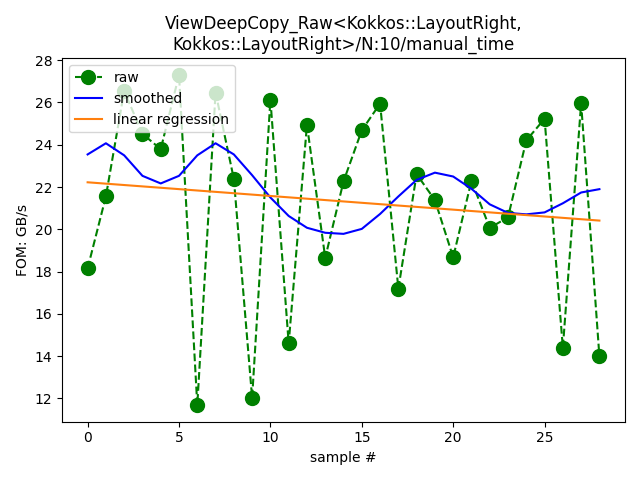 ViewDeepCopy_Raw<Kokkos::LayoutRight,
Kokkos::LayoutRight>/N:10/manual_time
raw
smoothed
linear regression
FOM: GB/s
28
26
24
22
20
18
16
14
12
0
5
10
15
20
25
sample #